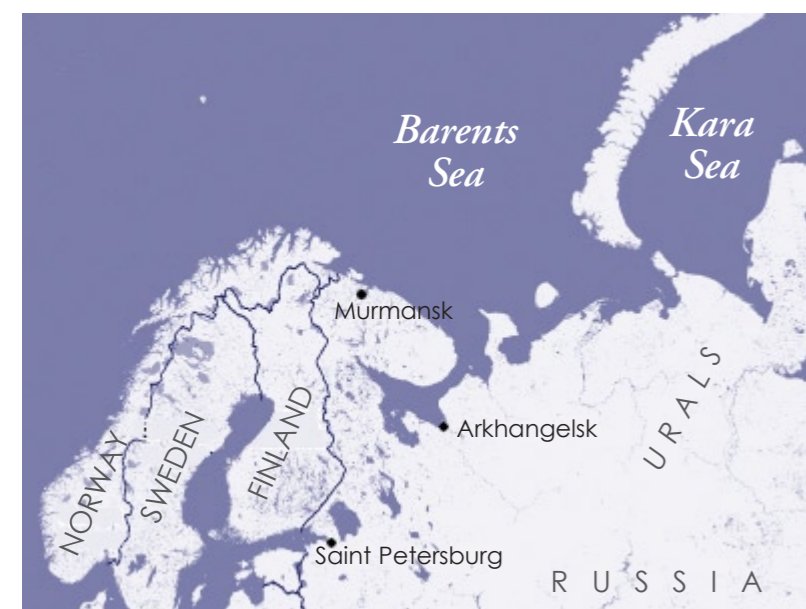 Barents
Sea
Kara
Sea
Murmansk
Arkhangelsk
URALS
NORWAY
SWEDEN
FINLAND
Saint Petersburg
RUSSIA